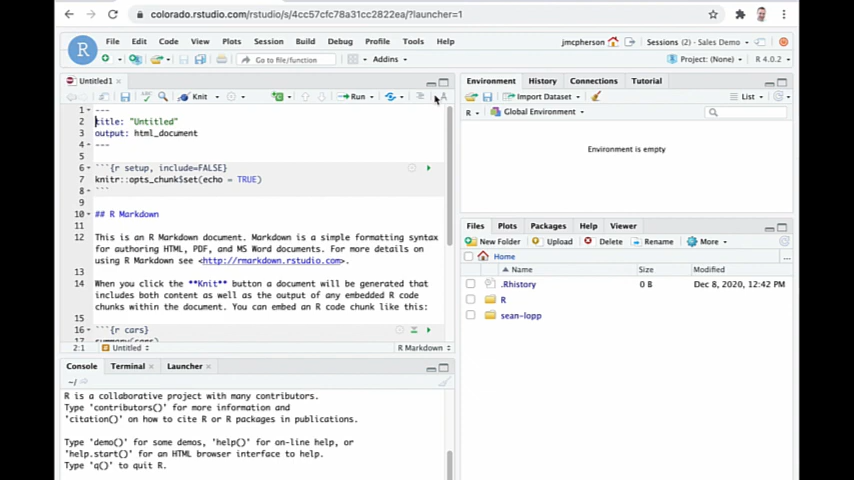 colorado.rstudio.com/rstudio/s/4cc57cfc78a31cc2822ea/?launcher=1
R File Edit Code View Plots Session Build Debug Profile Tools Help jmcpherson Sessions (2) - Sales Demo
Go to file/function Addins Project: (None) R 4.0.2
Untitled1
Knit Run
1 ---
2 title: "Untitled"
3 output: html_document
4 ---
5
6 ```{r setup, include=FALSE}
7 knitr::opts_chunk$set(echo = TRUE)
8 ```
9
10 ## R Markdown
11
12 This is an R Markdown document. Markdown is a simple formatting syntax
for authoring HTML, PDF, and MS Word documents. For more details on
using R Markdown see <http://rmarkdown.rstudio.com>.
13
14 When you click the **Knit** button a document will be generated that
includes both content as well as the output of any embedded R code
chunks within the document. You can embed an R code chunk like this:
15
16 ```{r cars}
17 summary(cars)
2:1 Untitled R Markdown
Console Terminal Launcher
~/
R is a collaborative project with many contributors.
Type 'contributors()' for more information and
'citation()' on how to cite R or R packages in publications.
Type 'demo()' for some demos, 'help()' for on-line help, or
'help.start()' for an HTML browser interface to help.
Type 'q()' to quit R.
Environment History Connections Tutorial
Import Dataset List
R Global Environment
Environment is empty
Files Plots Packages Help Viewer
New Folder Upload Delete Rename More
Home ...
Name Size Modified
.Rhistory 0 B Dec 8, 2020, 12:42 PM
R
sean-lopp